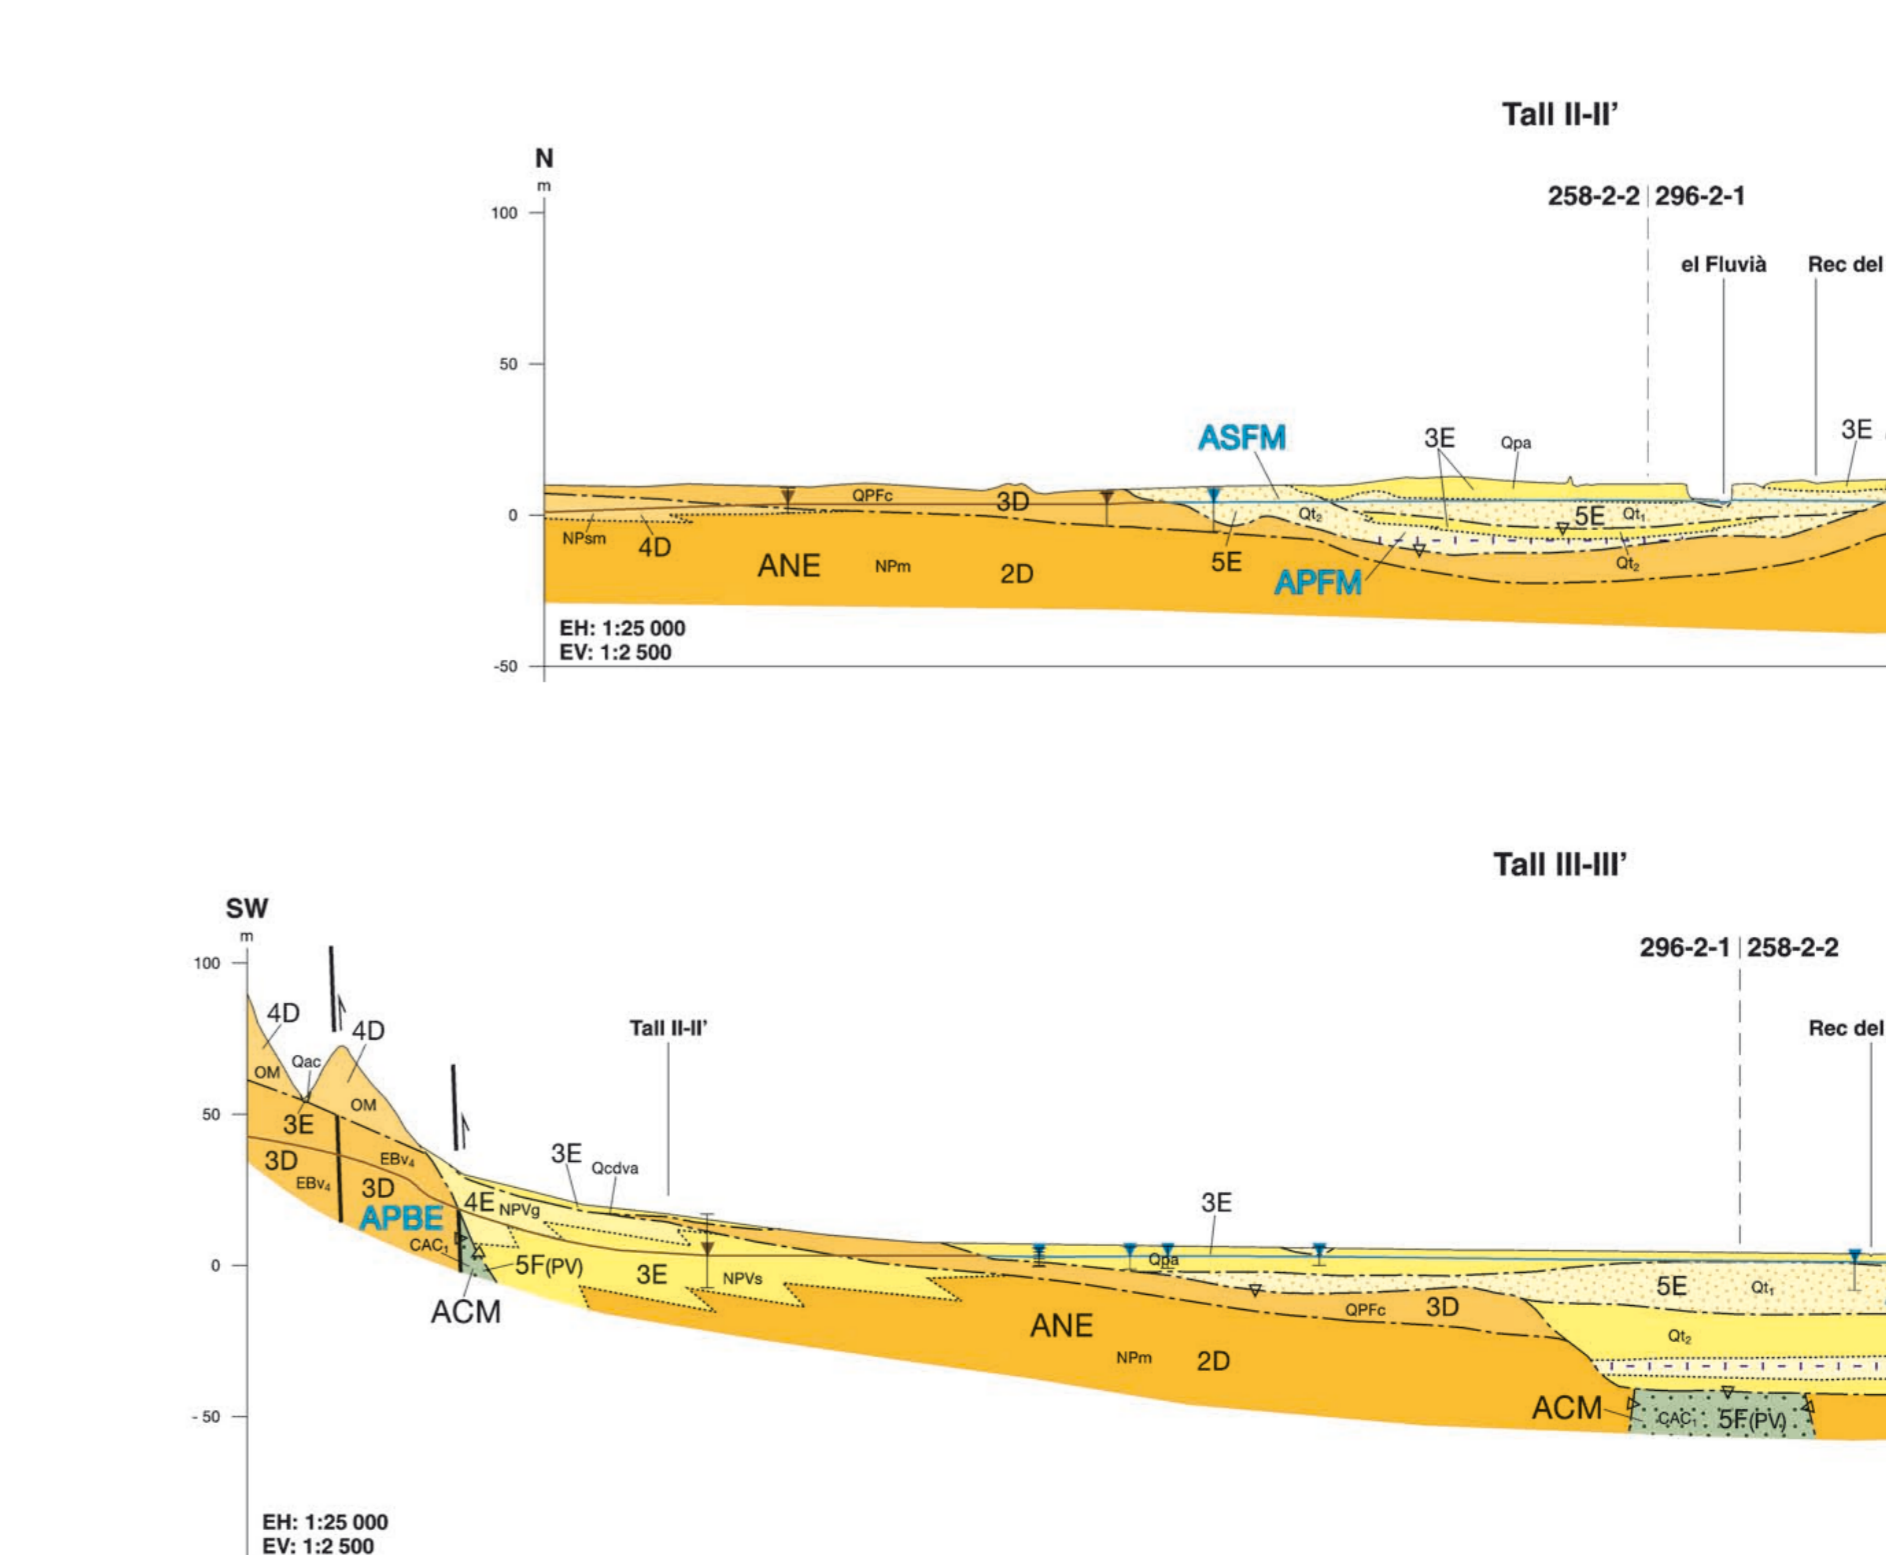 Tall II-II’
N
m
258-2-2 296-2-1
100
el Fluvià Rec del
50
ASFM 3E Qpa 3E
QPFc 3D
0
Qt2 5E Qt1
NPsm 4D
ANE NPm 2D 5E APFM Qt2
EH: 1:25 000
EV: 1:2 500
-50
Tall III-III’
SW
m
296-2-1 258-2-2
100
4D 4D
Tall II-II’ Rec del
OM Qac
OM
50
3E
3E Qcdva
3D EBv4
EBv4 3D
4E NPVg 3E
APBE
CAC1
0
5F(PV) 3E NPVs Qpa
5E Qt1
ACM
ANE QPFc 3D
Qt2
NPm 2D
- 50
ACM CAC1 5F(PV)
EH: 1:25 000
EV: 1:2 500